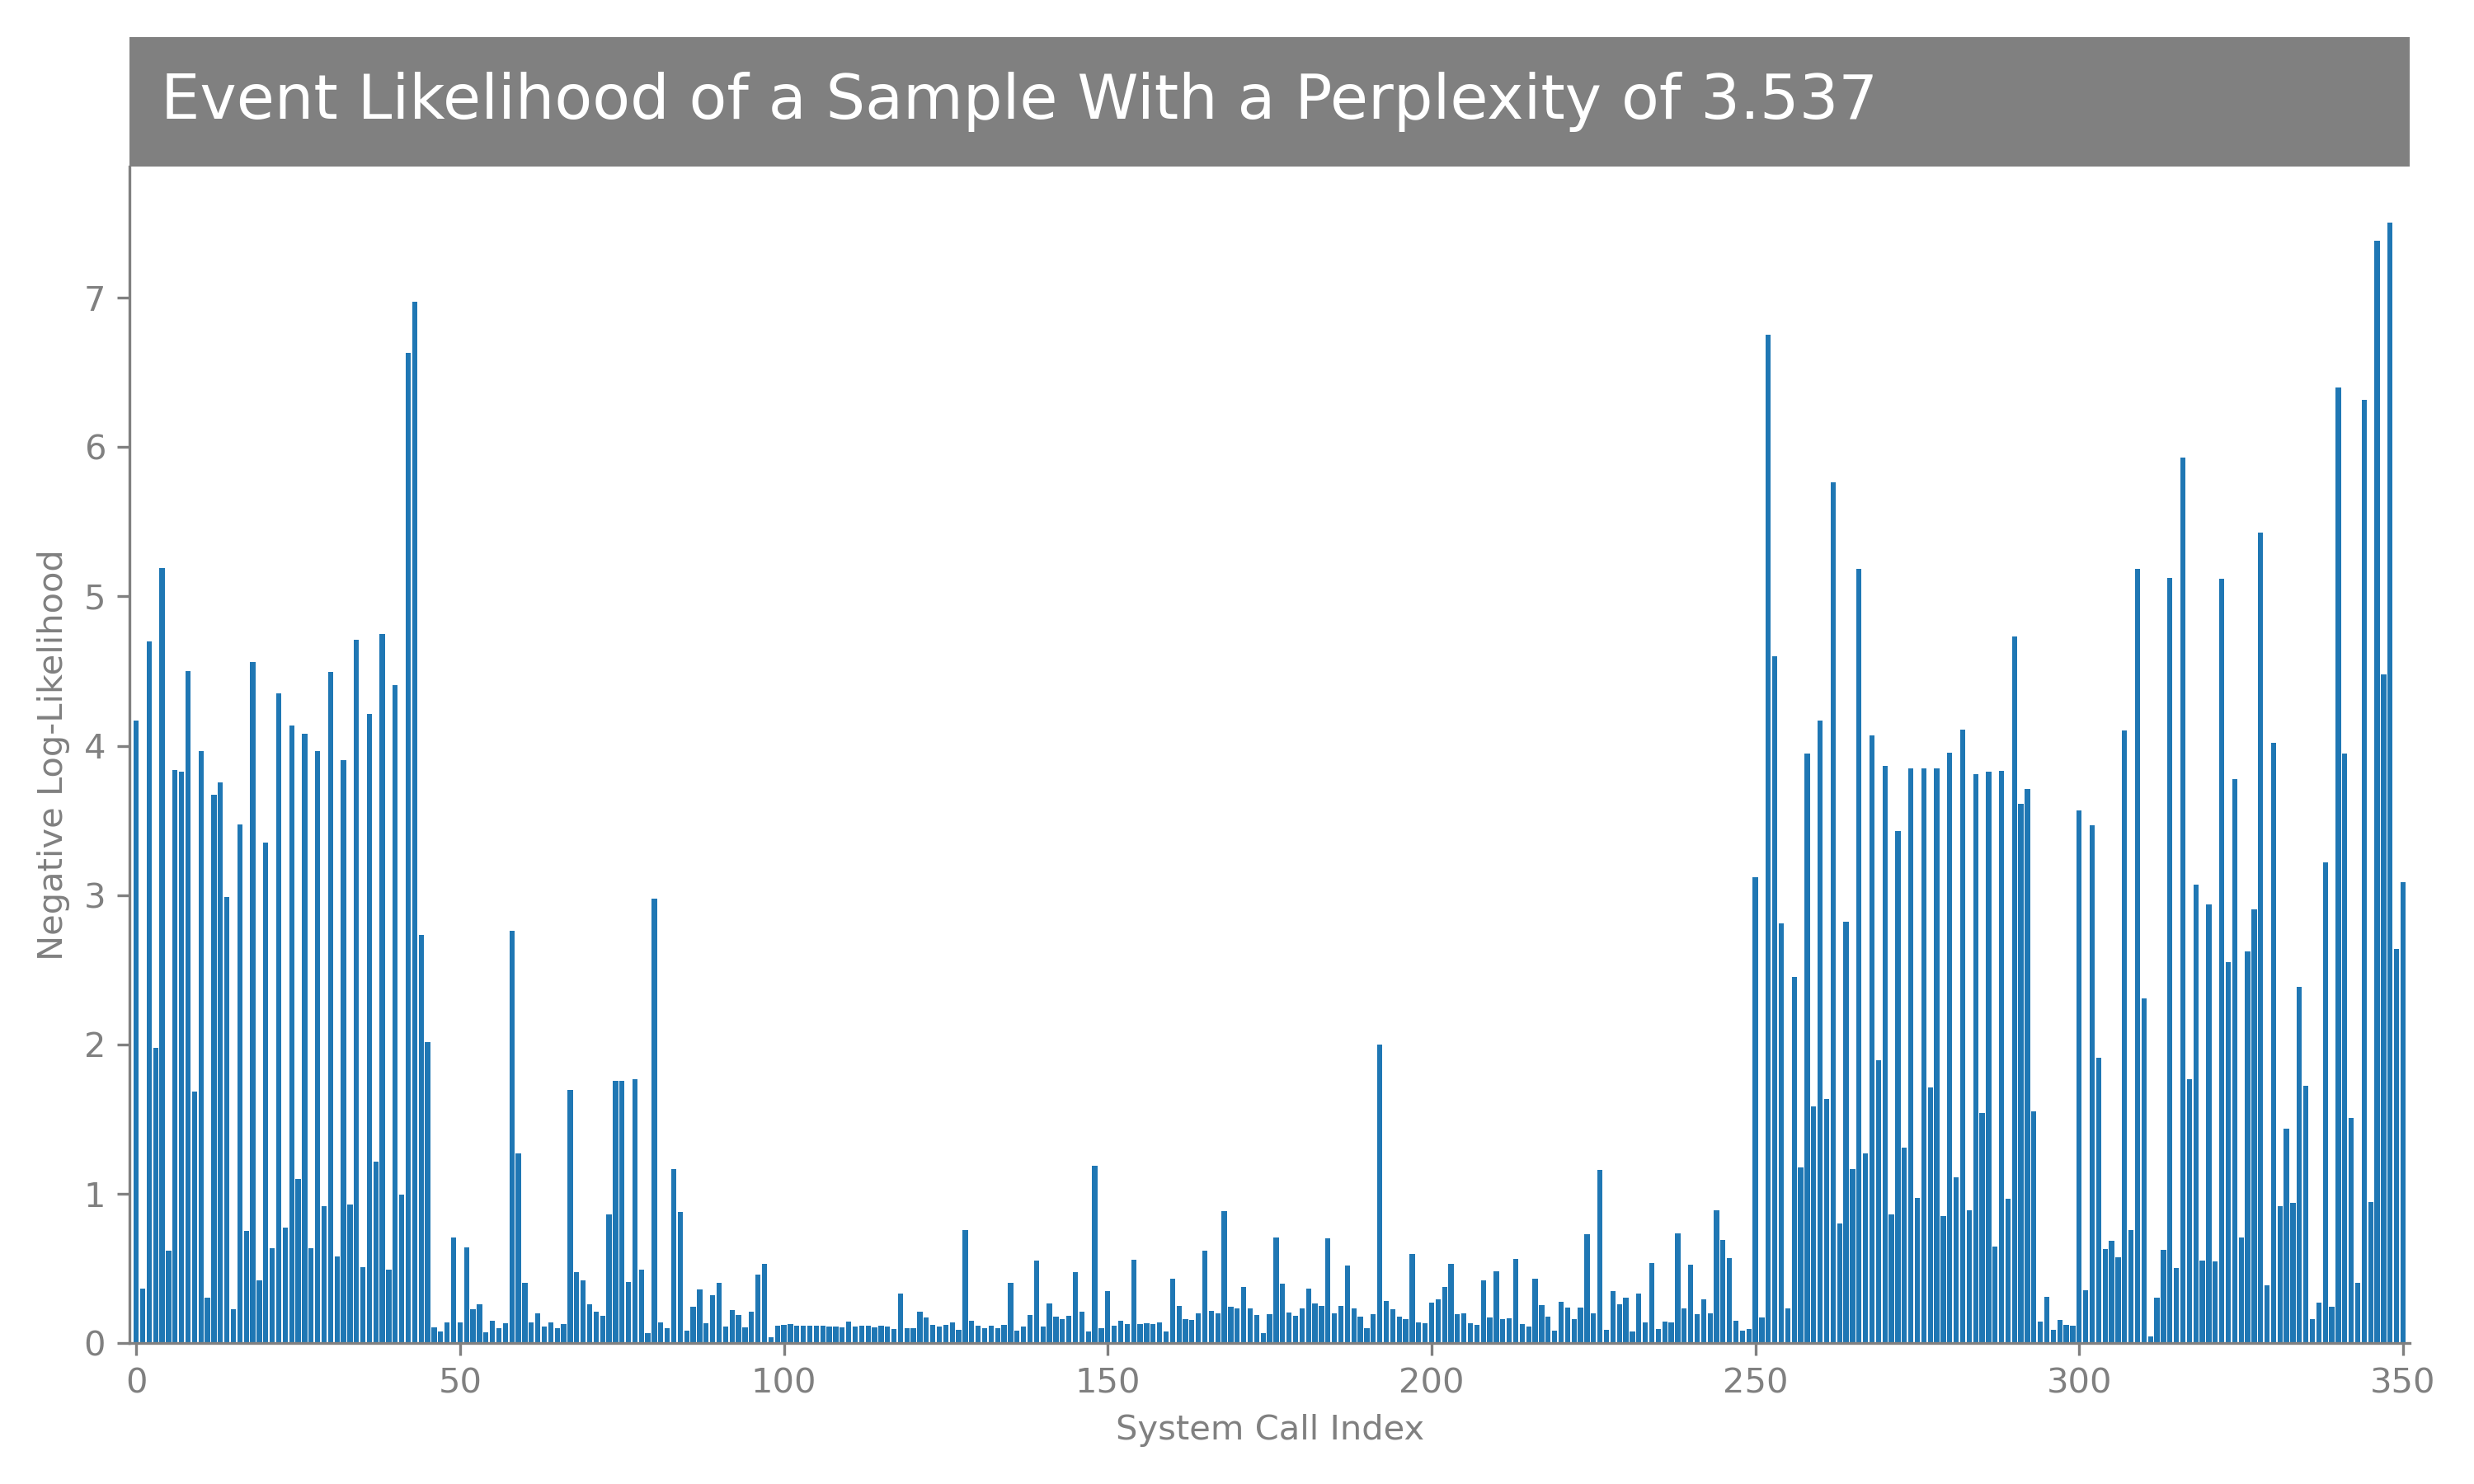 Event Likelihood of a Sample With a Perplexity of 3.537
Negative Log-Likelihood
7
6
5
4
3
2
1
0
0 50 100 150 200 250 300 350
System Call Index